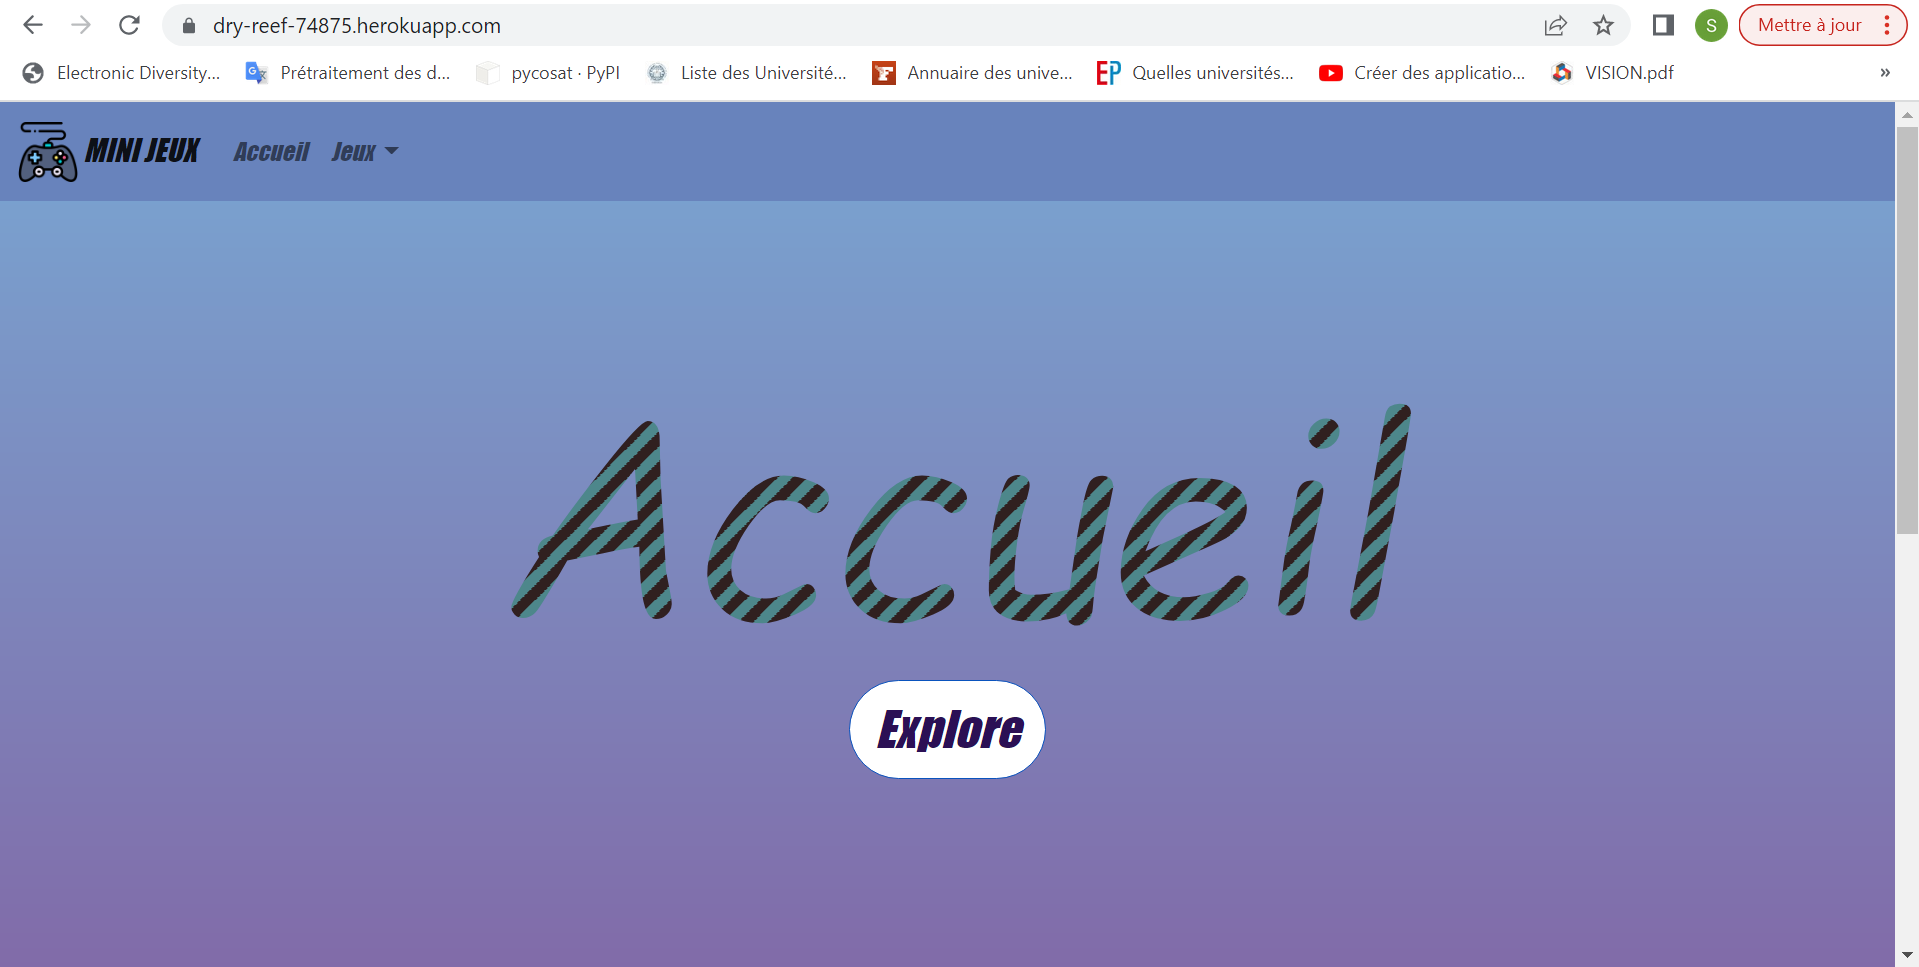 dry-reef-74875.herokuapp.com
S
Mettre à jour
Electronic Diversity...
Prétraitement des d...
pycosat · PyPI
Liste des Université...
Annuaire des unive...
EP
Quelles universités...
Créer des applicatio...
VISION.pdf
»
MINI JEUX
Accueil
Jeux
Accueil
Explore